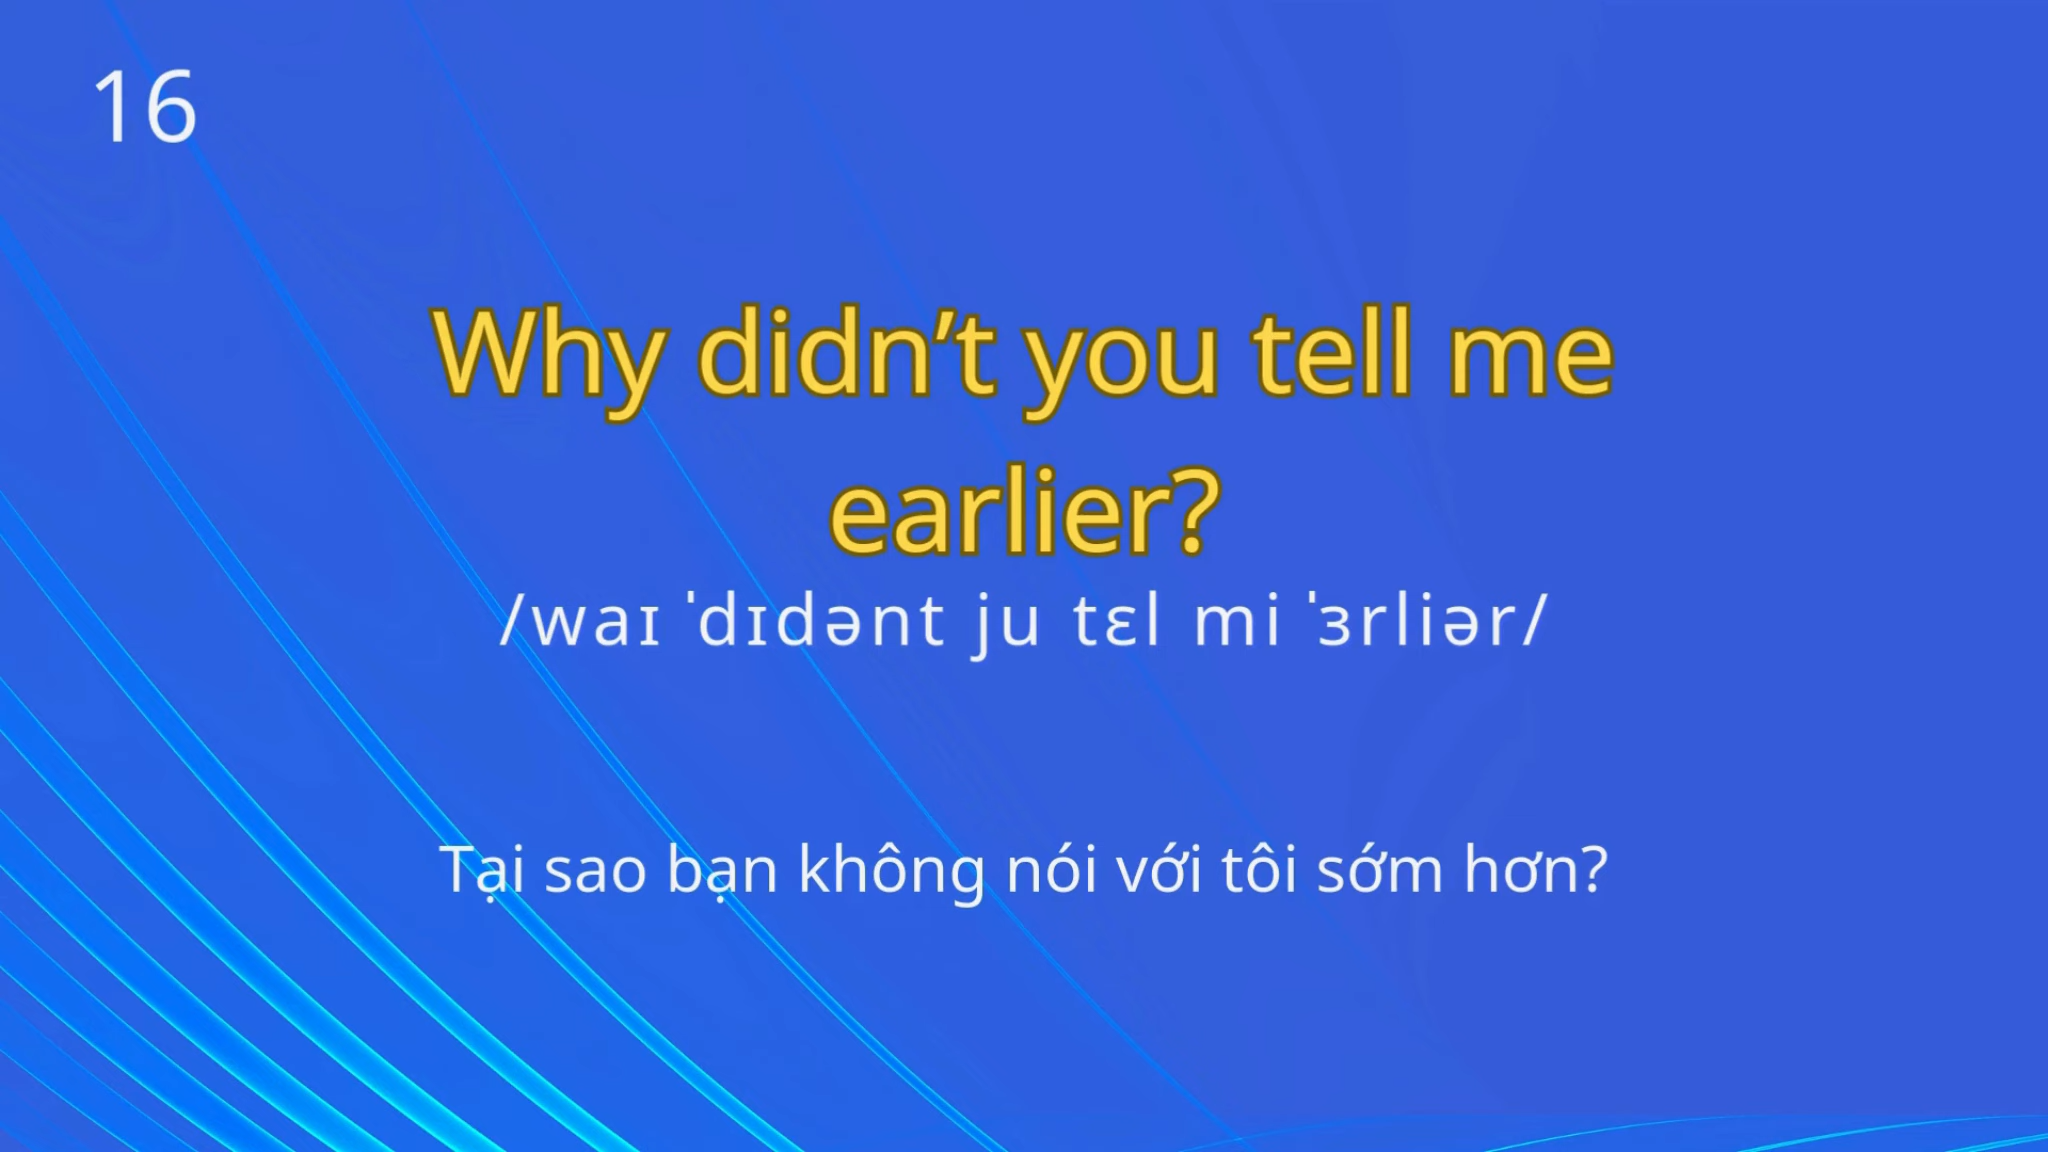 16
Why didn’t you tell me
earlier?
/waɪ ˈdɪdənt ju tɛl mi ˈɜrliər/
Tại sao bạn không nói với tôi sớm hơn?